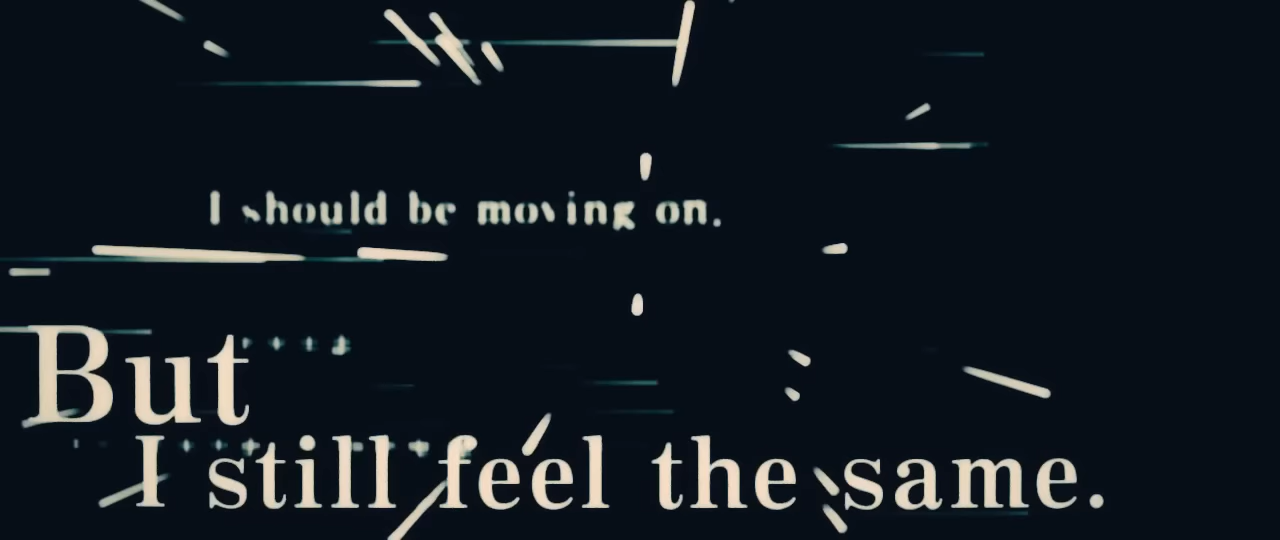 I should be moving on.
But
I still feel the same.